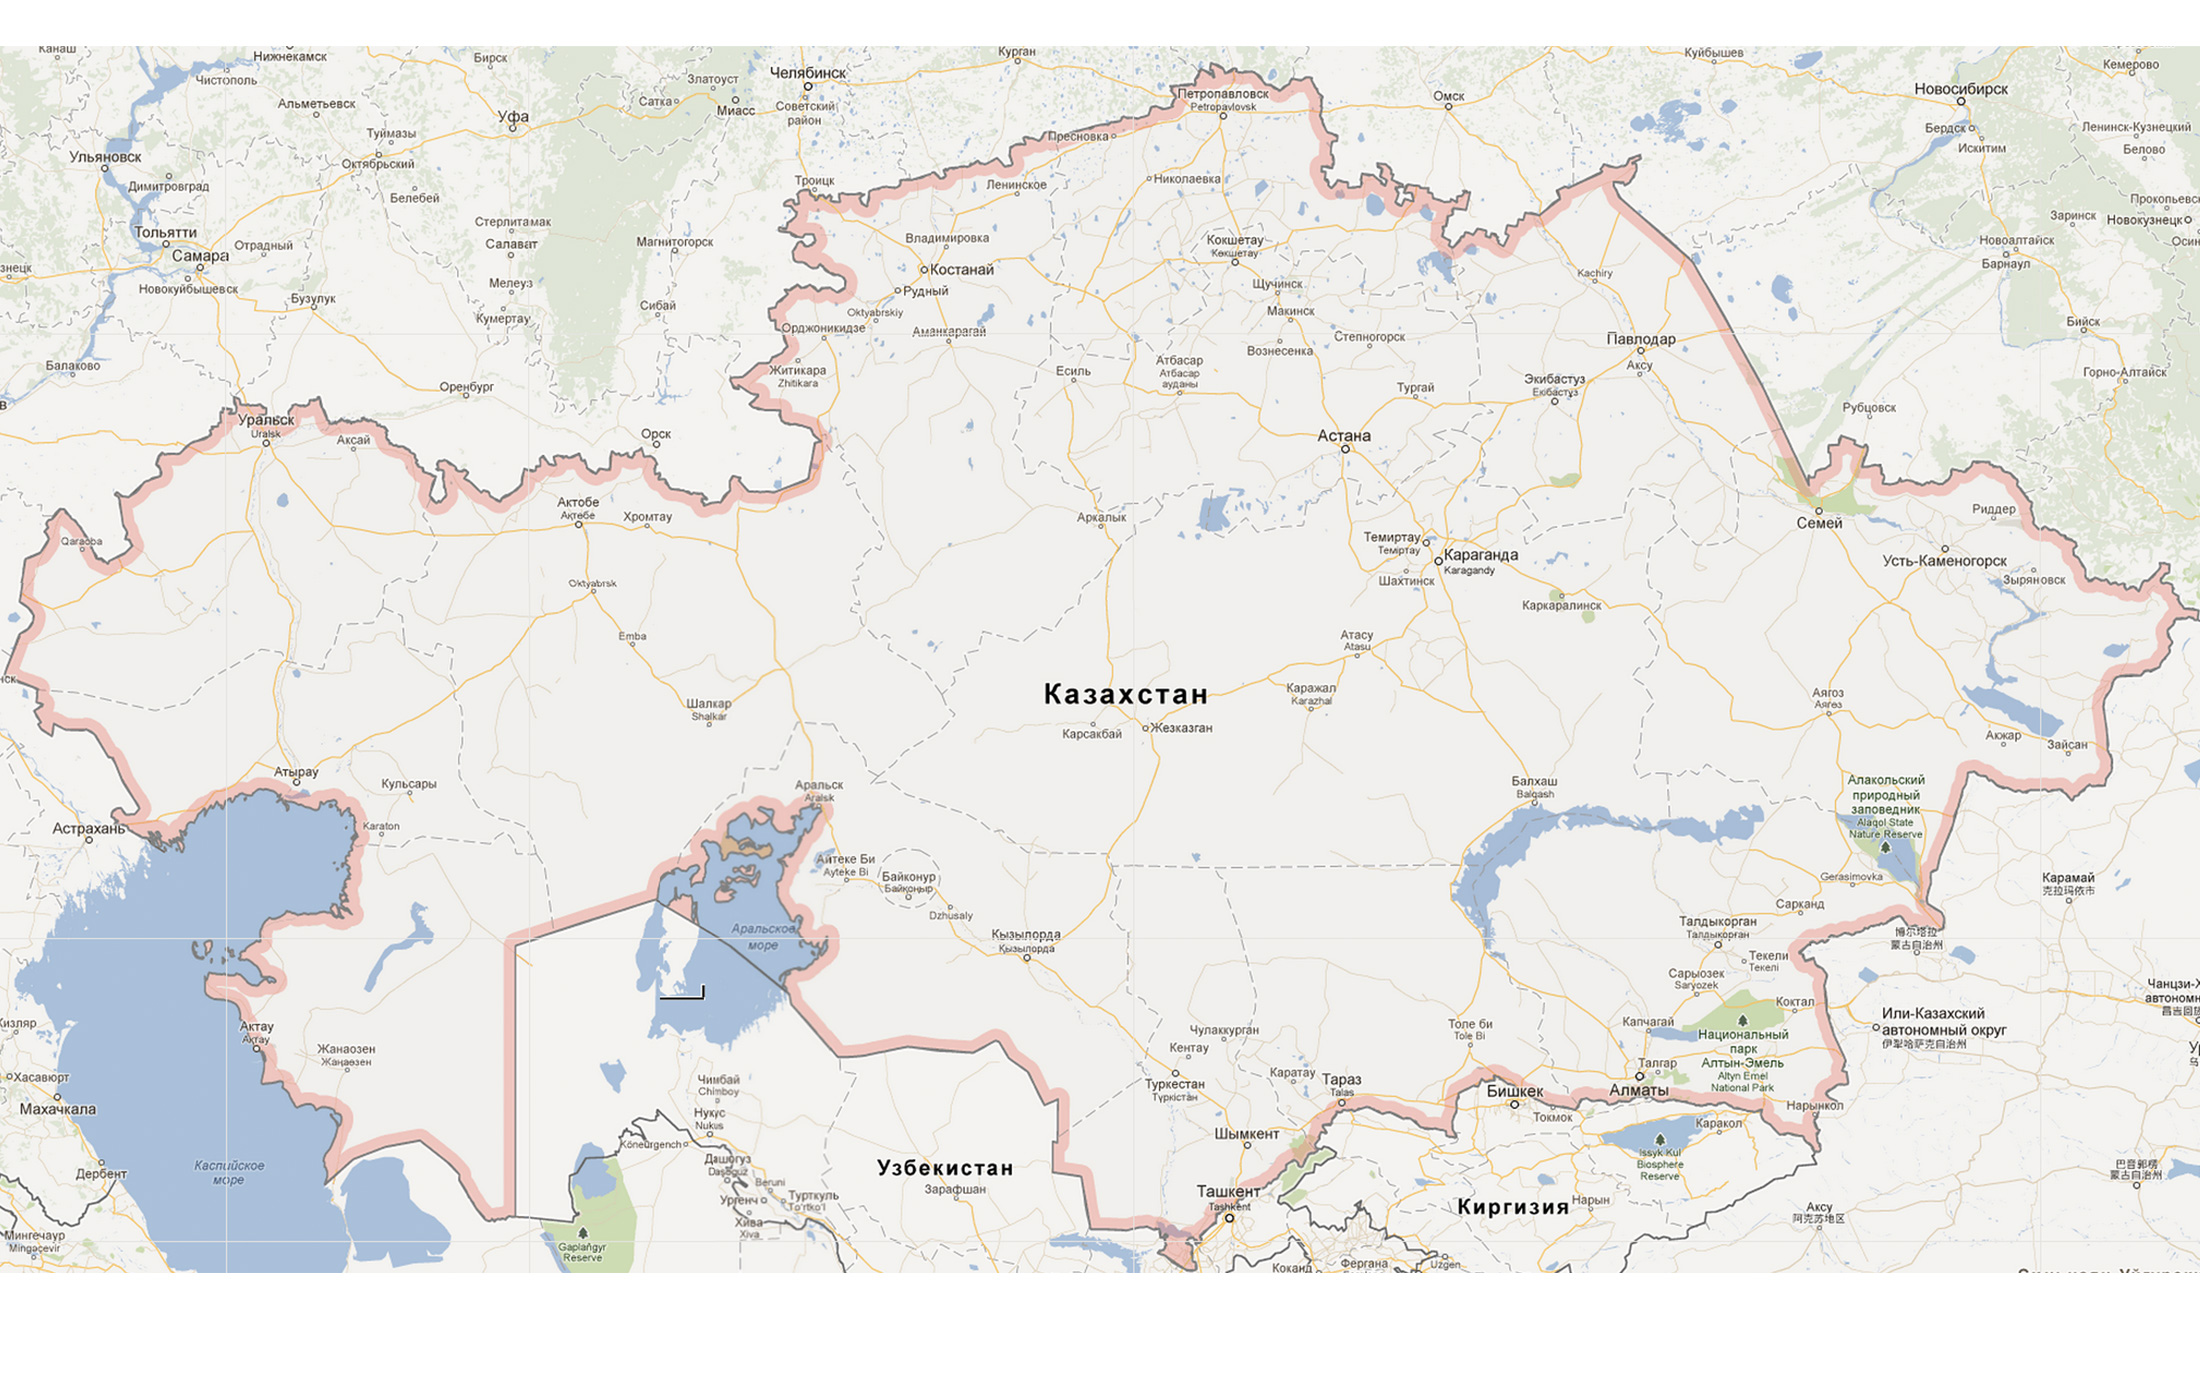 Канаш
Нижнекамск
Чистополь
Бирск
Златоуст
Челябинск
Курган
Куйбышев
Кемерово
Альметьевск
Уфа
Сатка
Миасс
Советский
район
Петропавловск
Petropavlovsk
Омск
Новосибирск
Бердск
Ленинск-Кузнецкий
Туймазы
Пресновка
Искитим
Белово
Ульяновск
Октябрьский
Димитровград
Белебей
Троицк
Ленинское
Николаевка
Прокопьевск
Заринск
Новокузнецк
Стерлитамак
Тольятти
Отрадный
Салават
Магнитогорск
Владимировка
Кокшетау
Көкшетау
Новоалтайск
Самара
Барнаул
знецк
Новокуйбышевск
Мелеуз
Костанай
Kachiry
Рудный
Щучинск
Бузулук
Кумертау
Сибай
Oktyabrskiy
Макинск
Орджоникидзе
Аманкарагай
Степногорск
Бийск
Вознесенка
Павлодар
Аксу
Балаково
Житикара
Zhitikara
Есиль
Атбасар
Атбасар
ауданы
Оренбург
Тургай
Экибастуз
Екібастұз
Горно-Алтайск
Рубцовск
Уральск
Uralsk
Аксай
Орск
Астана
Актобе
Ақтөбе
Хромтау
Аркалык
Семей
Риддер
Qaraoba
Темиртау
Теміртау
Караганда
Karagandy
Усть-Каменогорск
Oktyabrsk
Шахтинск
Зыряновск
Каркаралинск
Emba
Атасу
Atasu
Казахстан
Каражал
Karazhal
Аягоз
Аягөз
Шалкар
Shalkar
Карсакбай
Жезказган
Акжар
Зайсан
Атырау
Кульсары
Аральск
Aralsk
Балхаш
Balqash
Алакольский
природный
заповедник
Alaqol State
Nature Reserve
Астрахань
Karaton
Айтеке Би
Ayteke Bi
Байконур
Байқоңыр
Gerasimovka
Карамай
克拉玛依市
Dzhusaly
Сарканд
Аральское
море
Кызылорда
Қызылорда
Талдыкорган
Талдықорған
博尔塔拉
蒙古自治州
Текели
Текелі
Сарыозек
Saryozek
Коктал
Актау
Ақтау
Или-Казахский
автономный округ
伊犁哈萨克自治州
Чулаккурган
Толе би
Tole Bi
Капчагай
Национальный
парк
Алтын-Эмель
Altyn Emel
National Park
Жанаозен
Жаңаөзен
Кентау
Талгар
Хасавюрт
Чимбай
Chimboy
Туркестан
Түркістан
Каратау
Тараз
Talas
Бишкек
Алматы
Махачкала
Нукус
Nukus
Токмок
Нарынкол
Каракол
Köneürgench
Шымкент
Issyk Kul
Biosphere
Reserve
Каспийское
море
Дербент
Дашогуз
Daşoguz
Узбекистан
Зарафшан
巴音郭楞
蒙古自治州
Ургенч
Beruni
Турткуль
To'rtko'l
Ташкент
Tashkent
Киргизия
Нарын
Аксу
阿克苏地区
Хива
Xiva
Мингечаур
Mingəçevir
Gaplaňgyr
Reserve
Коканд
Фергана
Uzgen